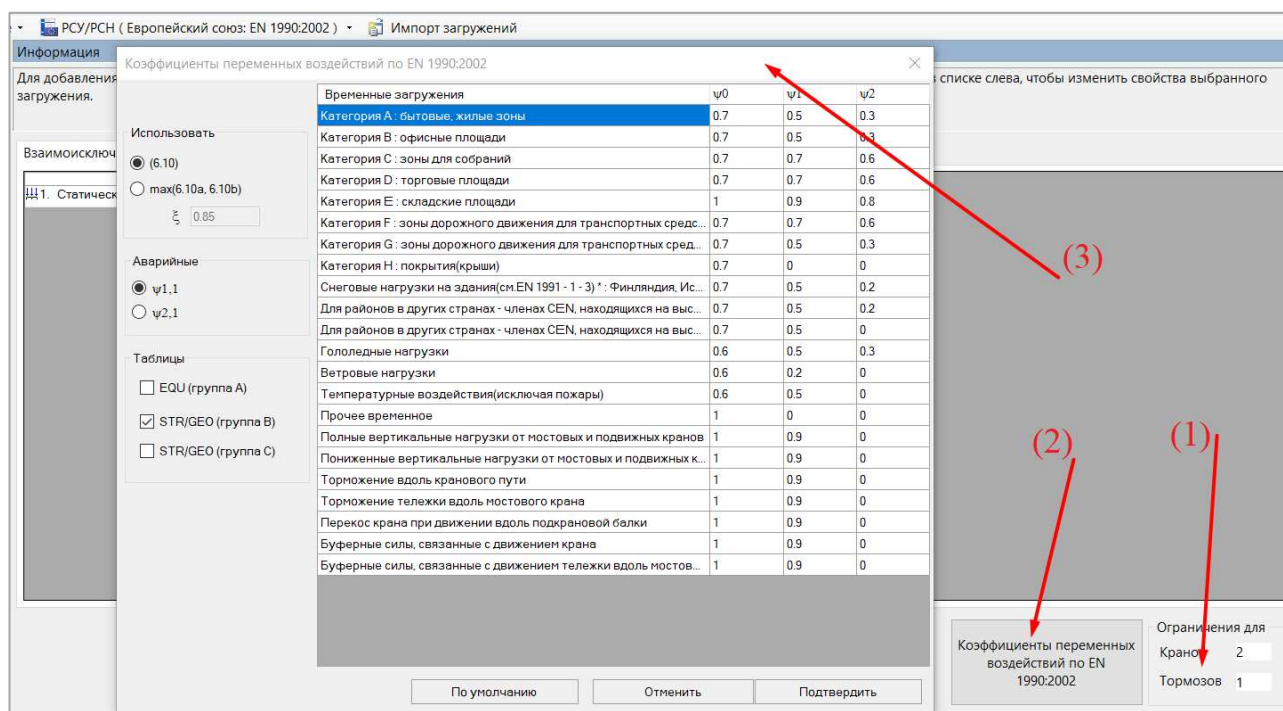 РСУ/РСН ( Европейский союз: EN 1990:2002 ) Импорт загружений
Информация
Для добавления
в списке слева, чтобы изменить свойства выбранного
загружения.
Взаимоисключ
1. Статическ
Коэффициенты переменных воздействий по EN 1990:2002
Использовать
(6.10)
max(6.10a, 6.10b)
ξ 0.85
Аварийные
ψ1,1
ψ2,1
Таблицы
EQU (группа A)
STR/GEO (группа B)
STR/GEO (группа C)
Временные загружения ψ0 ψ1 ψ2
Категория A : бытовые, жилые зоны 0.7 0.5 0.3
Категория B : офисные площади 0.7 0.5 0.3
Категория C : зоны для собраний 0.7 0.7 0.6
Категория D : торговые площади 0.7 0.7 0.6
Категория E : складские площади 1 0.9 0.8
Категория F : зоны дорожного движения для транспортных средс... 0.7 0.7 0.6
Категория G : зоны дорожного движения для транспортных сред... 0.7 0.5 0.3
Категория H : покрытия(крыши) 0.7 0 0
Снеговые нагрузки на здания(см.EN 1991 - 1 - 3) * : Финляндия, Ис... 0.7 0.5 0.2
Для районов в других странах - членах CEN, находящихся на выс... 0.7 0.5 0.2
Для районов в других странах - членах CEN, находящихся на выс... 0.7 0.5 0
Гололедные нагрузки 0.6 0.5 0.3
Ветровые нагрузки 0.6 0.2 0
Температурные воздействия(исключая пожары) 0.6 0.5 0
Прочее временное 1 0 0
Полные вертикальные нагрузки от мостовых и подвижных кранов 1 0.9 0
Пониженные вертикальные нагрузки от мостовых и подвижных к... 1 0.9 0
Торможение вдоль кранового пути 1 0.9 0
Торможение тележки вдоль мостового крана 1 0.9 0
Перекос крана при движении вдоль подкрановой балки 1 0.9 0
Буферные силы, связанные с движением крана 1 0.9 0
Буферные силы, связанные с движением тележки вдоль мостов... 1 0.9 0
По умолчанию Отменить Подтвердить
(3)
(2)
(1)
Коэффициенты переменных
воздействий по EN
1990:2002
Ограничения для
Кранов 2
Тормозов 1